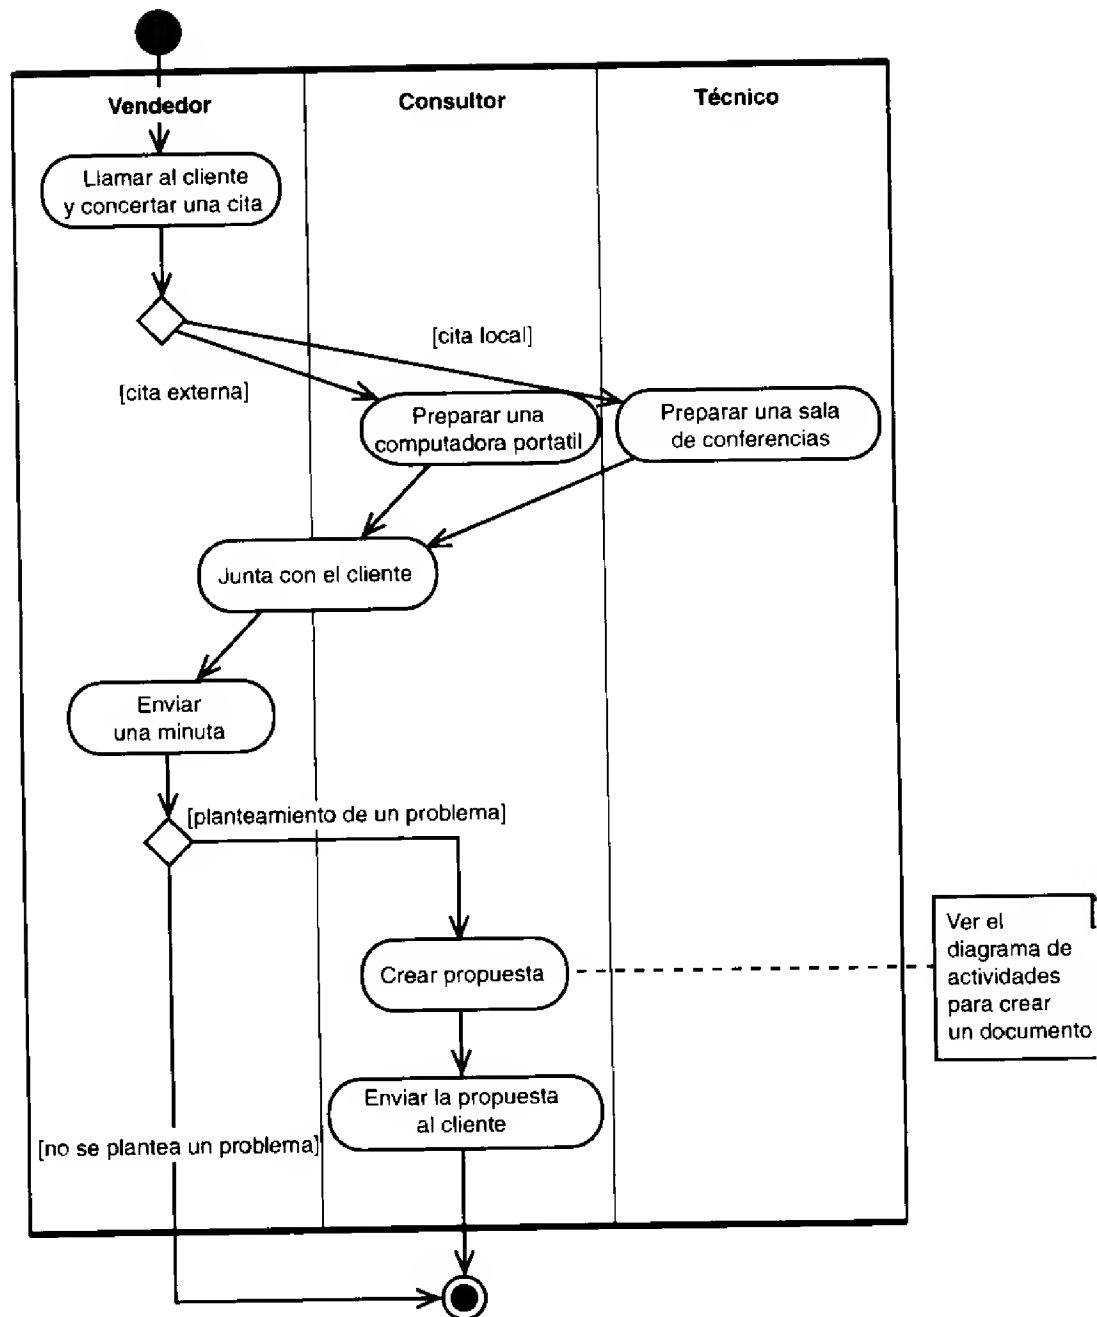 Vendedor
Consultor
Técnico
Llamar al cliente
y concertar una cita
[cita local]
[cita externa]
Preparar una
computadora portatil
Preparar una sala
de conferencias
Junta con el cliente
Enviar
una minuta
[planteamiento de un problema]
Ver el
diagrama de
actividades
para crear
un documento
Crear propuesta
Enviar la propuesta
al cliente
[no se plantea un problema]